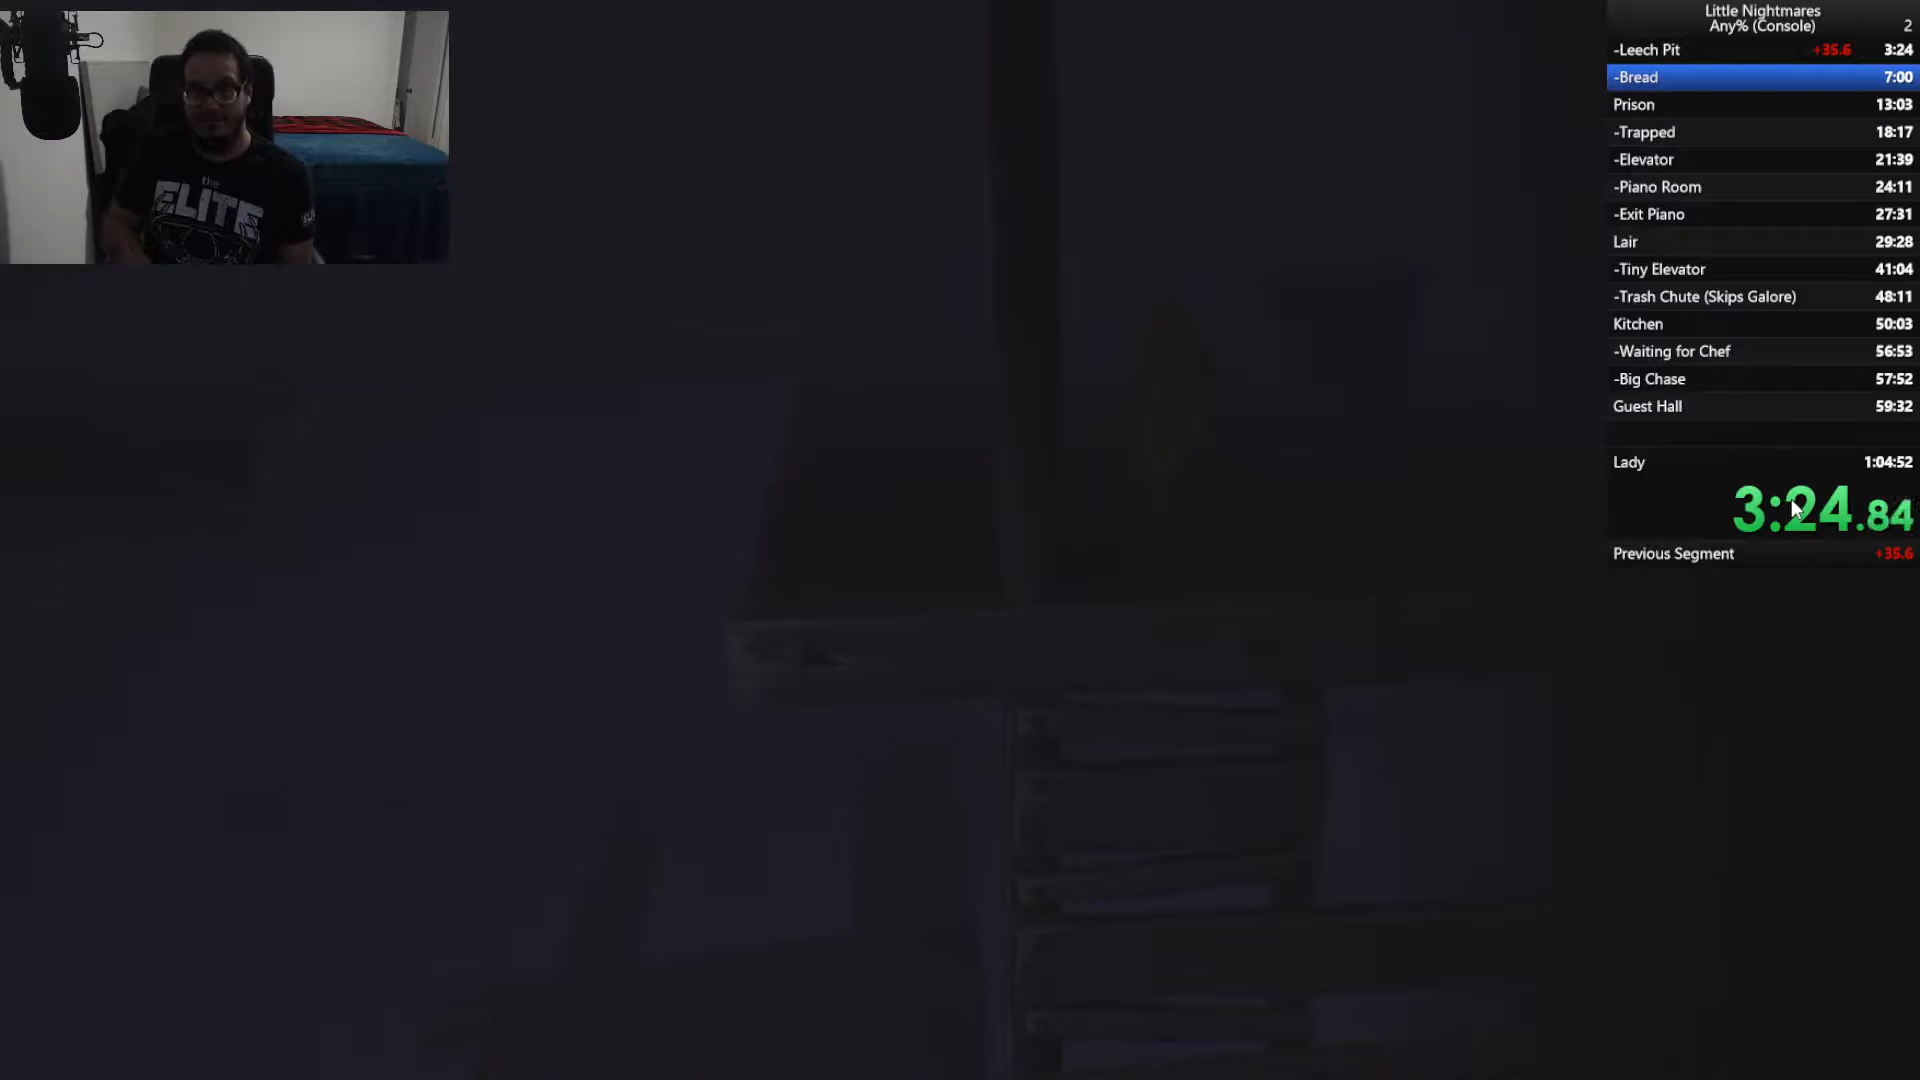 Little Nightmares
Any% (Console) 2
-Leech Pit +35.6 3:24
-Bread 7:00
Prison 13:03
-Trapped 18:17
-Elevator 21:39
-Piano Room 24:11
-Exit Piano 27:31
Lair 29:28
-Tiny Elevator 41:04
-Trash Chute (Skips Galore) 48:11
Kitchen 50:03
-Waiting for Chef 56:53
-Big Chase 57:52
Guest Hall 59:32
Lady 1:04:52
3:24.84
Previous Segment +35.6
the
ELITE